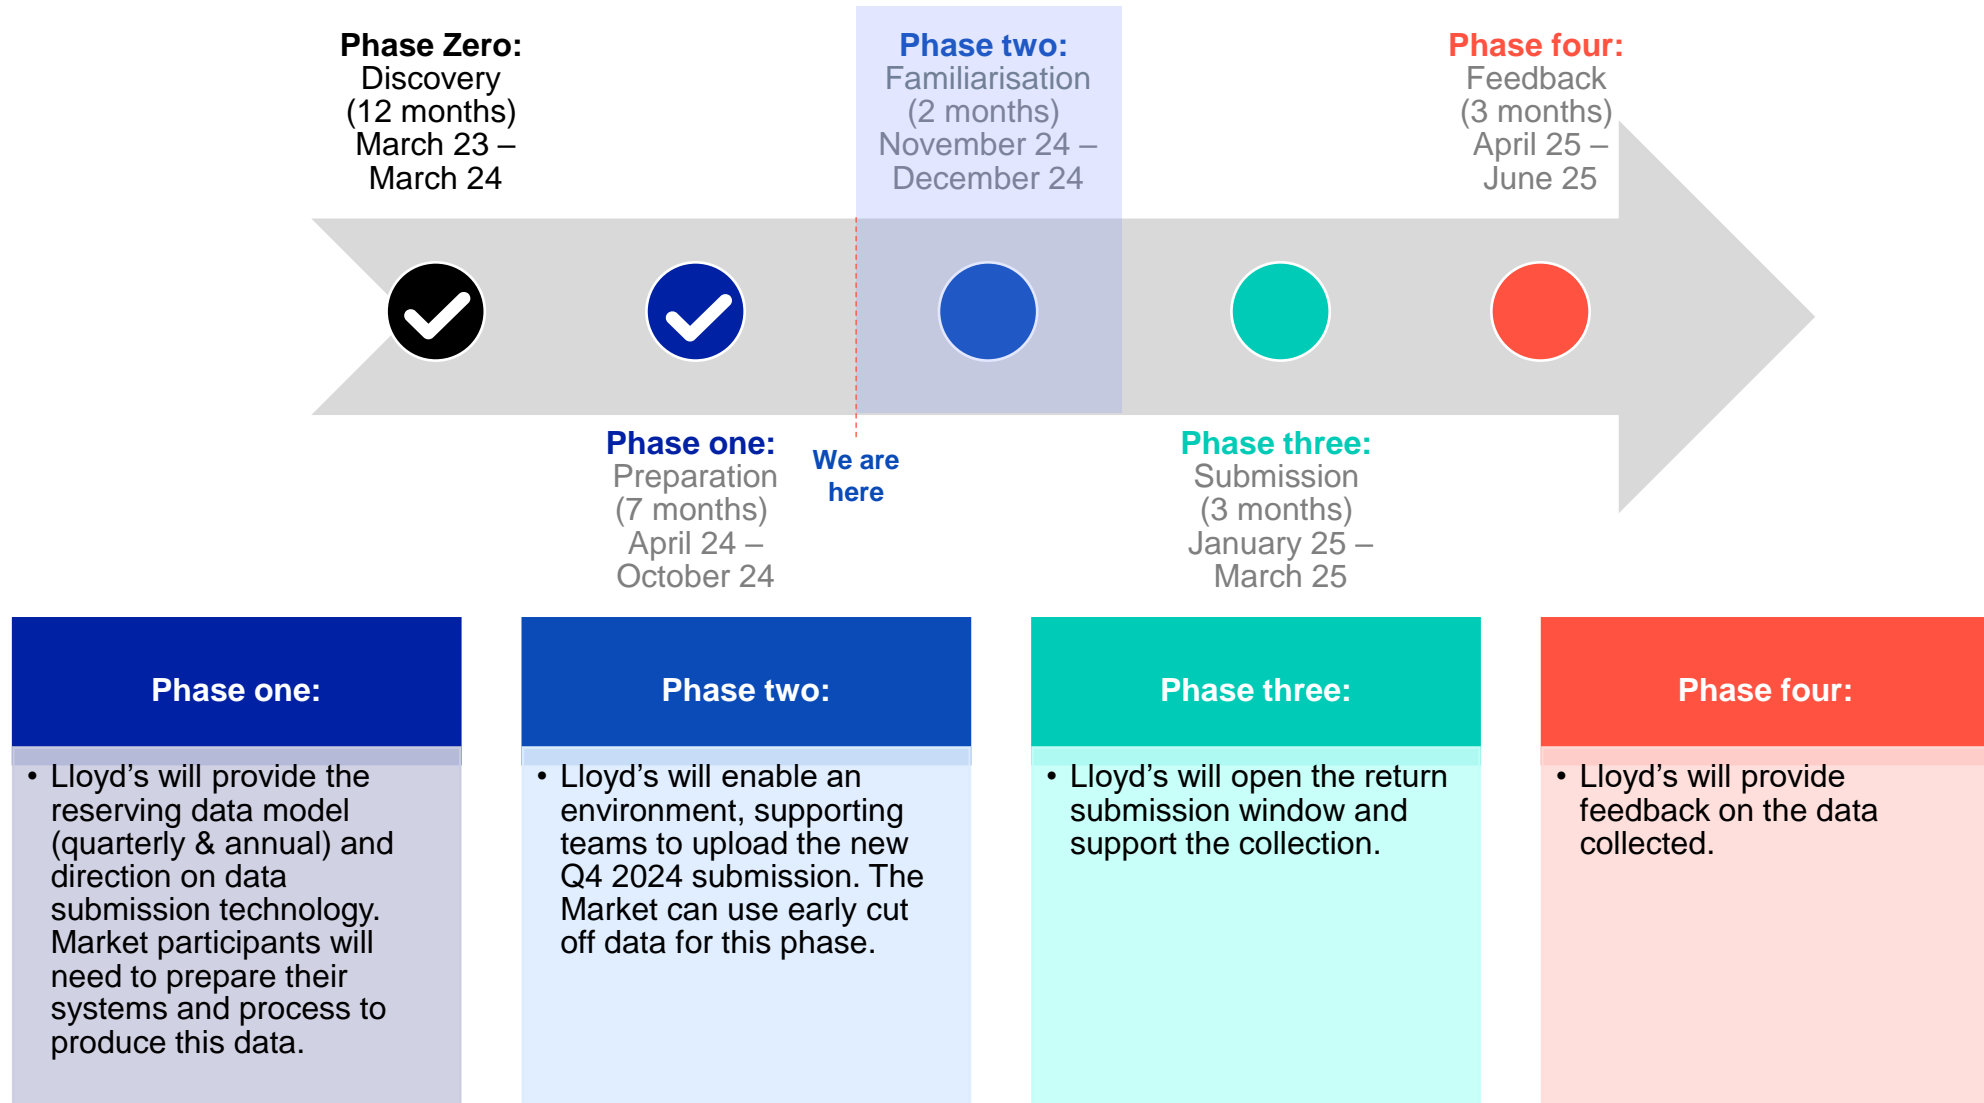 Phase Zero:
Discovery
(12 months)
March 23 –
March 24
Phase two:
Familiarisation
(2 months)
November 24 –
December 24
Phase four:
Feedback
(3 months)
April 25 –
June 25
Phase one:
Preparation
(7 months)
April 24 –
October 24
We are
here
Phase three:
Submission
(3 months)
January 25 –
March 25
Phase one:
• Lloyd’s will provide the
reserving data model
(quarterly & annual) and
direction on data
submission technology.
Market participants will
need to prepare their
systems and process to
produce this data.
Phase two:
• Lloyd’s will enable an
environment, supporting
teams to upload the new
Q4 2024 submission. The
Market can use early cut
off data for this phase.
Phase three:
• Lloyd’s will open the return
submission window and
support the collection.
Phase four:
• Lloyd’s will provide
feedback on the data
collected.